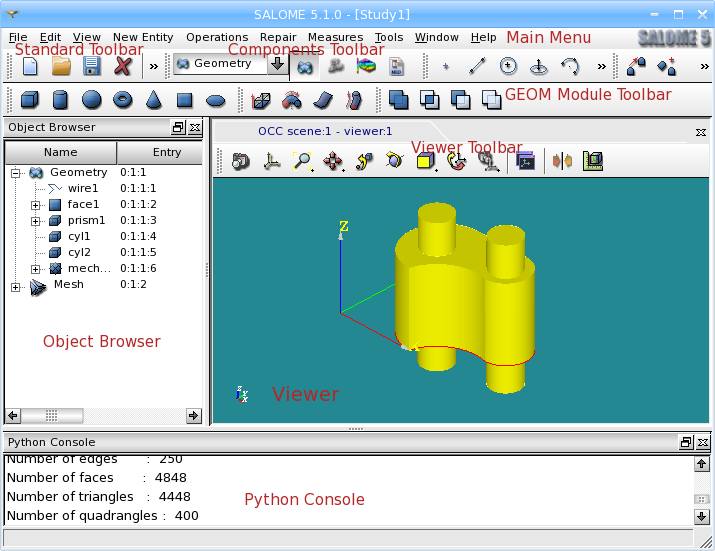 SALOME 5.1.0 - [Study1]
File Edit View New Entity Operations Repair Measures Tools Window Help Main Menu SALOME 5
Standard Toolbar Components Toolbar
» Geometry » »
GEOM Module Toolbar
Object Browser
OCC scene:1 - viewer:1
Viewer Toolbar
Name Entry
Geometry 0:1:1
wire1 0:1:1:1
face1 0:1:1:2
prism1 0:1:1:3
cyl1 0:1:1:4
cyl2 0:1:1:5
mech... 0:1:1:6
Mesh 0:1:2
Z
Object Browser
Viewer
Python Console
Number of edges : 250
Number of faces : 4848
Number of triangles : 4448
Number of quadrangles : 400
Python Console